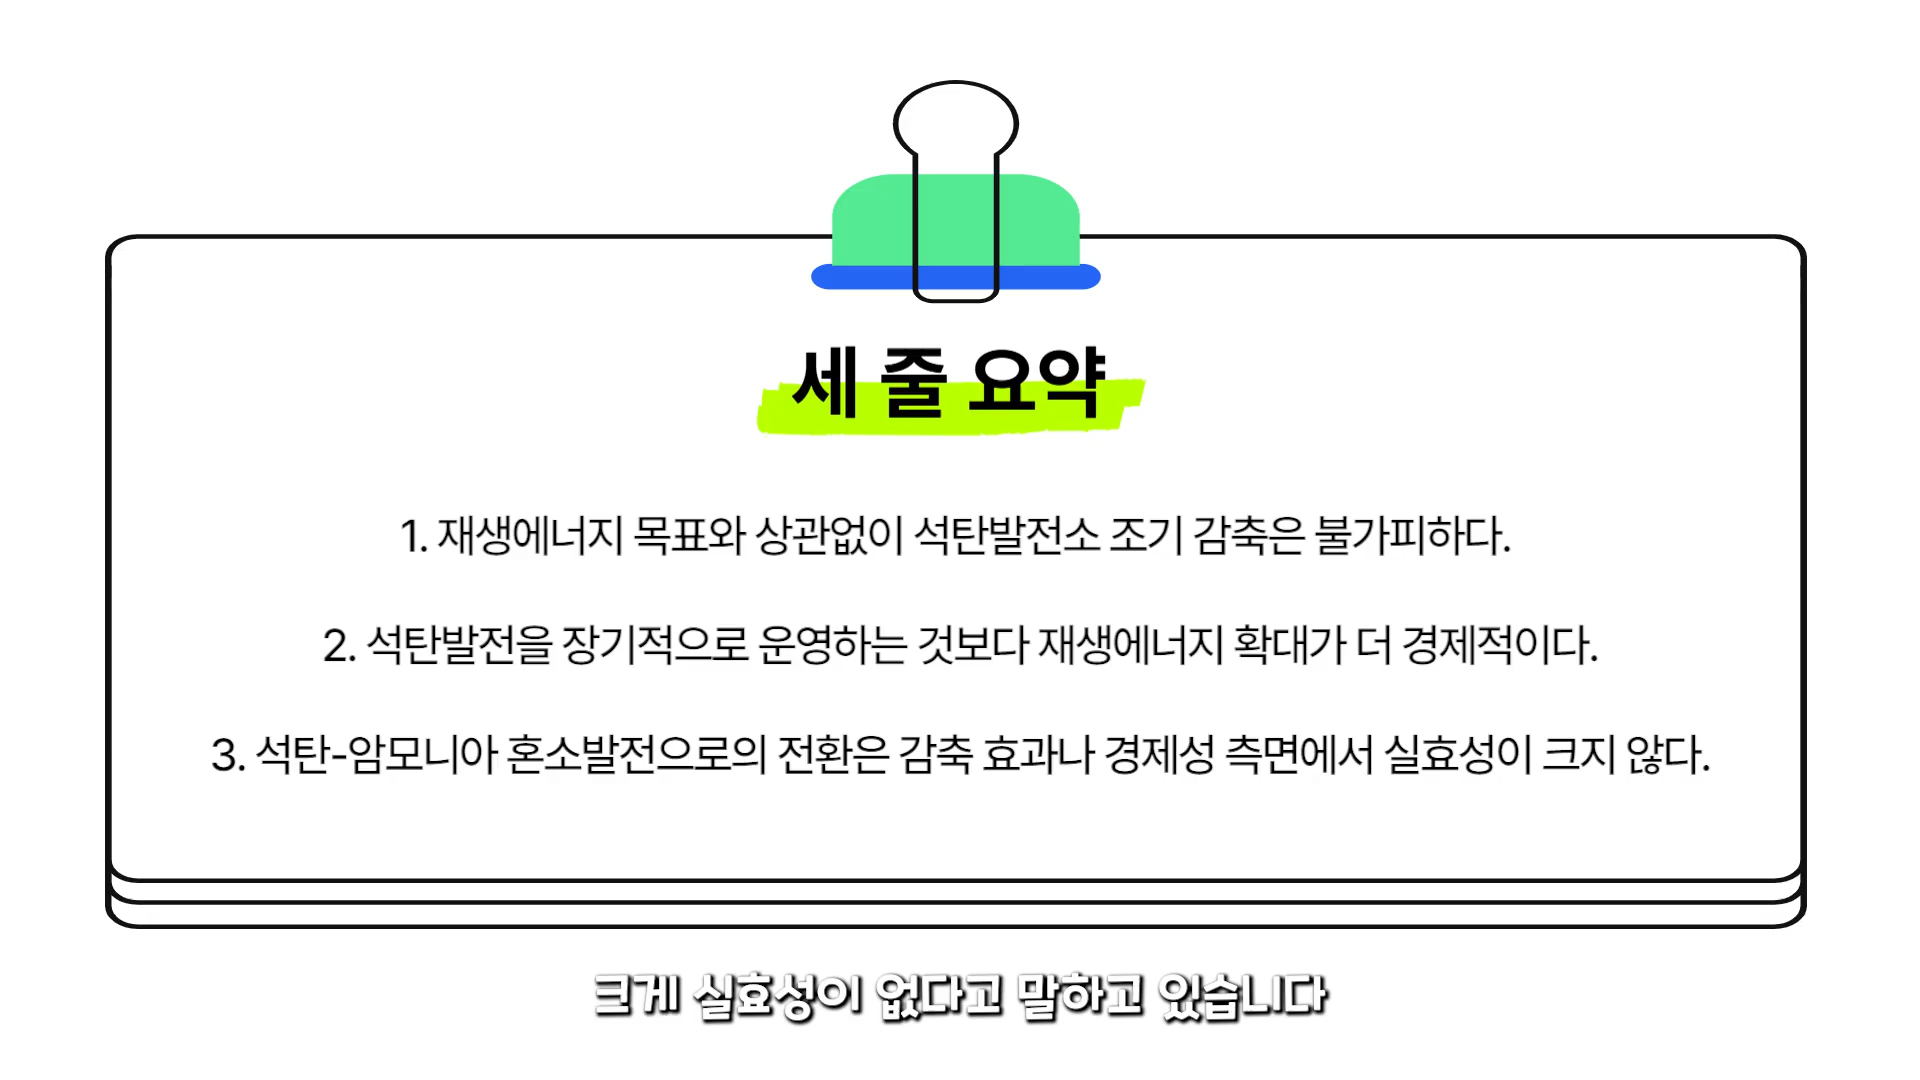 세 줄 요약
1. 재생에너지 목표와 상관없이 석탄발전소 조기 감축은 불가피하다.
2. 석탄발전을 장기적으로 운영하는 것보다 재생에너지 확대가 더 경제적이다.
3. 석탄-암모니아 혼소발전으로의 전환은 감축 효과나 경제성 측면에서 실효성이 크지 않다.
크게 실효성이 없다고 말하고 있습니다